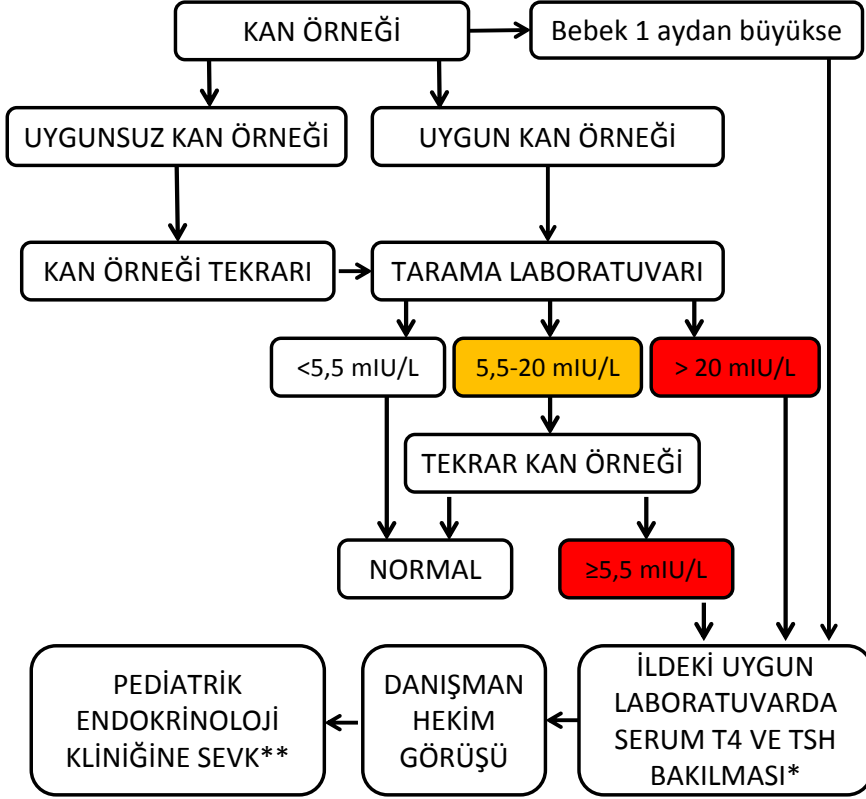 KAN ÖRNEĞİ
Bebek 1 aydan büyükse
UYGUNSUZ KAN ÖRNEĞİ
UYGUN KAN ÖRNEĞİ
KAN ÖRNEĞİ TEKRARI
TARAMA LABORATUVARI
<5,5 mIU/L
5,5-20 mIU/L
> 20 mIU/L
TEKRAR KAN ÖRNEĞİ
NORMAL
≥5,5 mIU/L
PEDİATRİK
ENDOKRİNOLOJİ
KLİNİĞİNE SEVK**
DANIŞMAN
HEKİM
GÖRÜŞÜ
İLDEKİ UYGUN
LABORATUVARDA
SERUM T4 VE TSH
BAKILMASI*